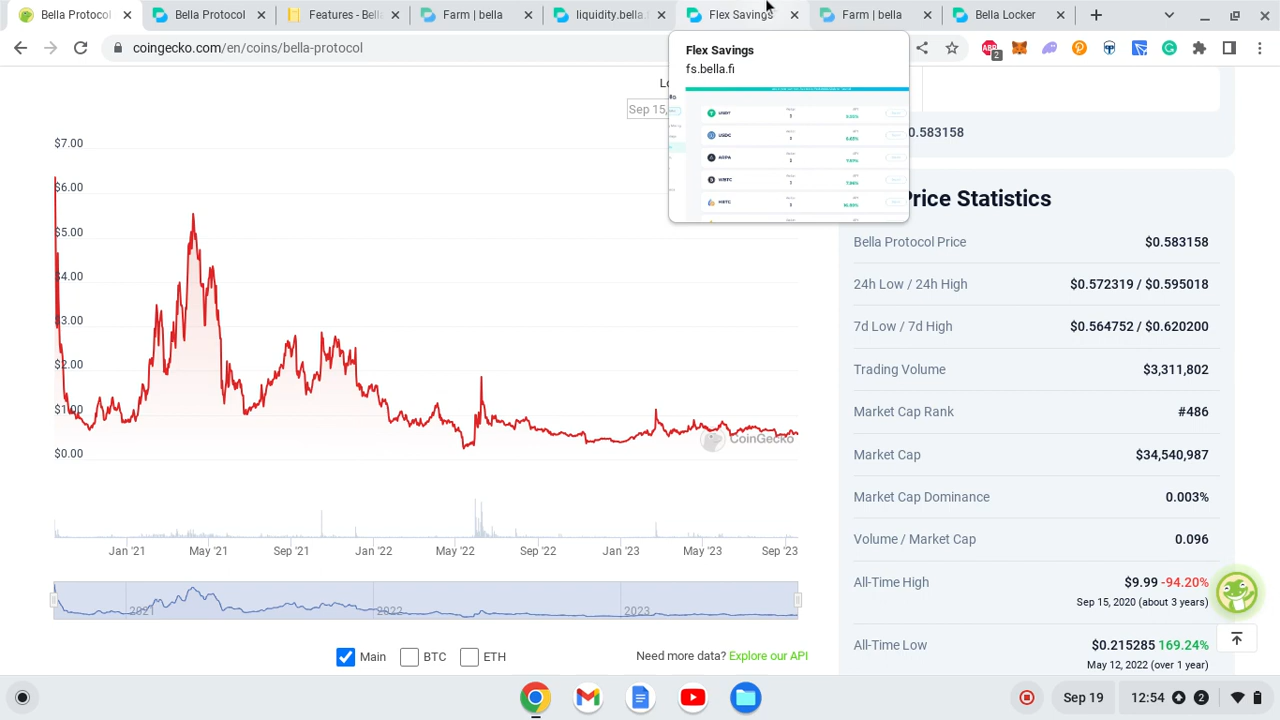 Bella Protocol
Bella Protocol
Features - Bella
Farm | bella
liquidity.bella.fi
Flex Savings
Farm | bella
Bella Locker
coingecko.com/en/coins/bella-protocol
2
Flex Savings
fs.bella.fi
USDT
USDC
ARPA
Sep 15,
$7.00
$6.00
$5.00
$4.00
$3.00
$2.00
$1.00
$0.00
CoinGecko
Jan '21
May '21
Sep '21
Jan '22
May '22
Sep '22
Jan '23
May '23
Sep '23
2021
2022
2023
Main
BTC
ETH
Need more data? Explore our API
0.583158
Price Statistics
Bella Protocol Price
$0.583158
24h Low / 24h High
$0.572319 / $0.595018
7d Low / 7d High
$0.564752 / $0.620200
Trading Volume
$3,311,802
Market Cap Rank
#486
Market Cap
$34,540,987
Market Cap Dominance
0.003%
Volume / Market Cap
0.096
All-Time High
$9.99 -94.20%
Sep 15, 2020 (about 3 years)
All-Time Low
$0.215285 169.24%
May 12, 2022 (over 1 year)
Sep 19
12:54
2